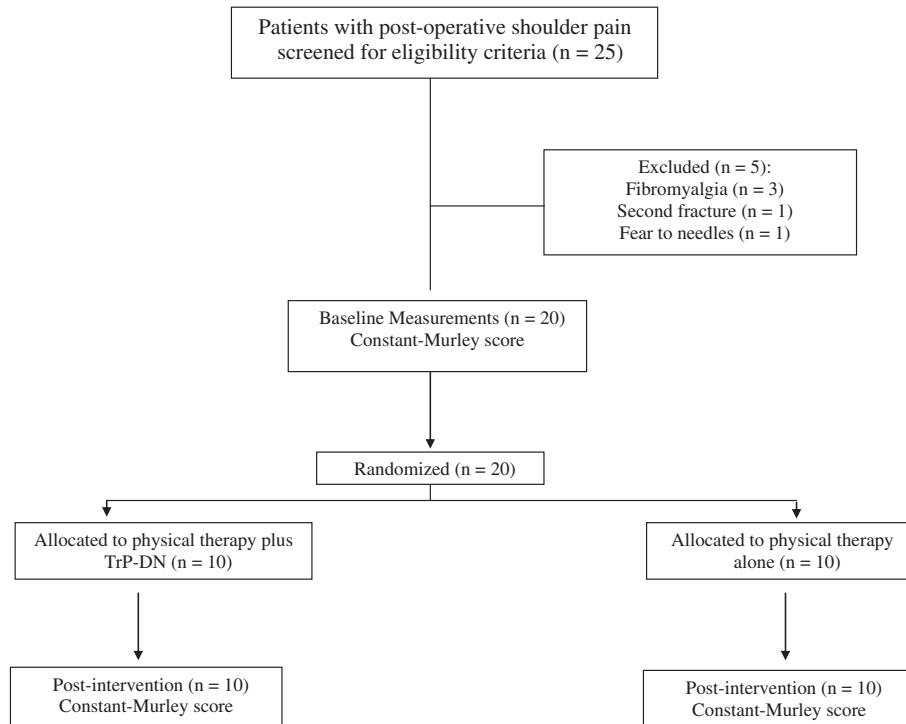 Patients with post-operative shoulder pain
screened for eligibility criteria (n = 25)
Excluded (n = 5):
Fibromyalgia (n = 3)
Second fracture (n = 1)
Fear to needles (n = 1)
Baseline Measurements (n = 20)
Constant-Murley score
Randomized (n = 20)
Allocated to physical therapy plus
TrP-DN (n = 10)
Allocated to physical therapy
alone (n = 10)
Post-intervention (n = 10)
Constant-Murley score
Post-intervention (n = 10)
Constant-Murley score